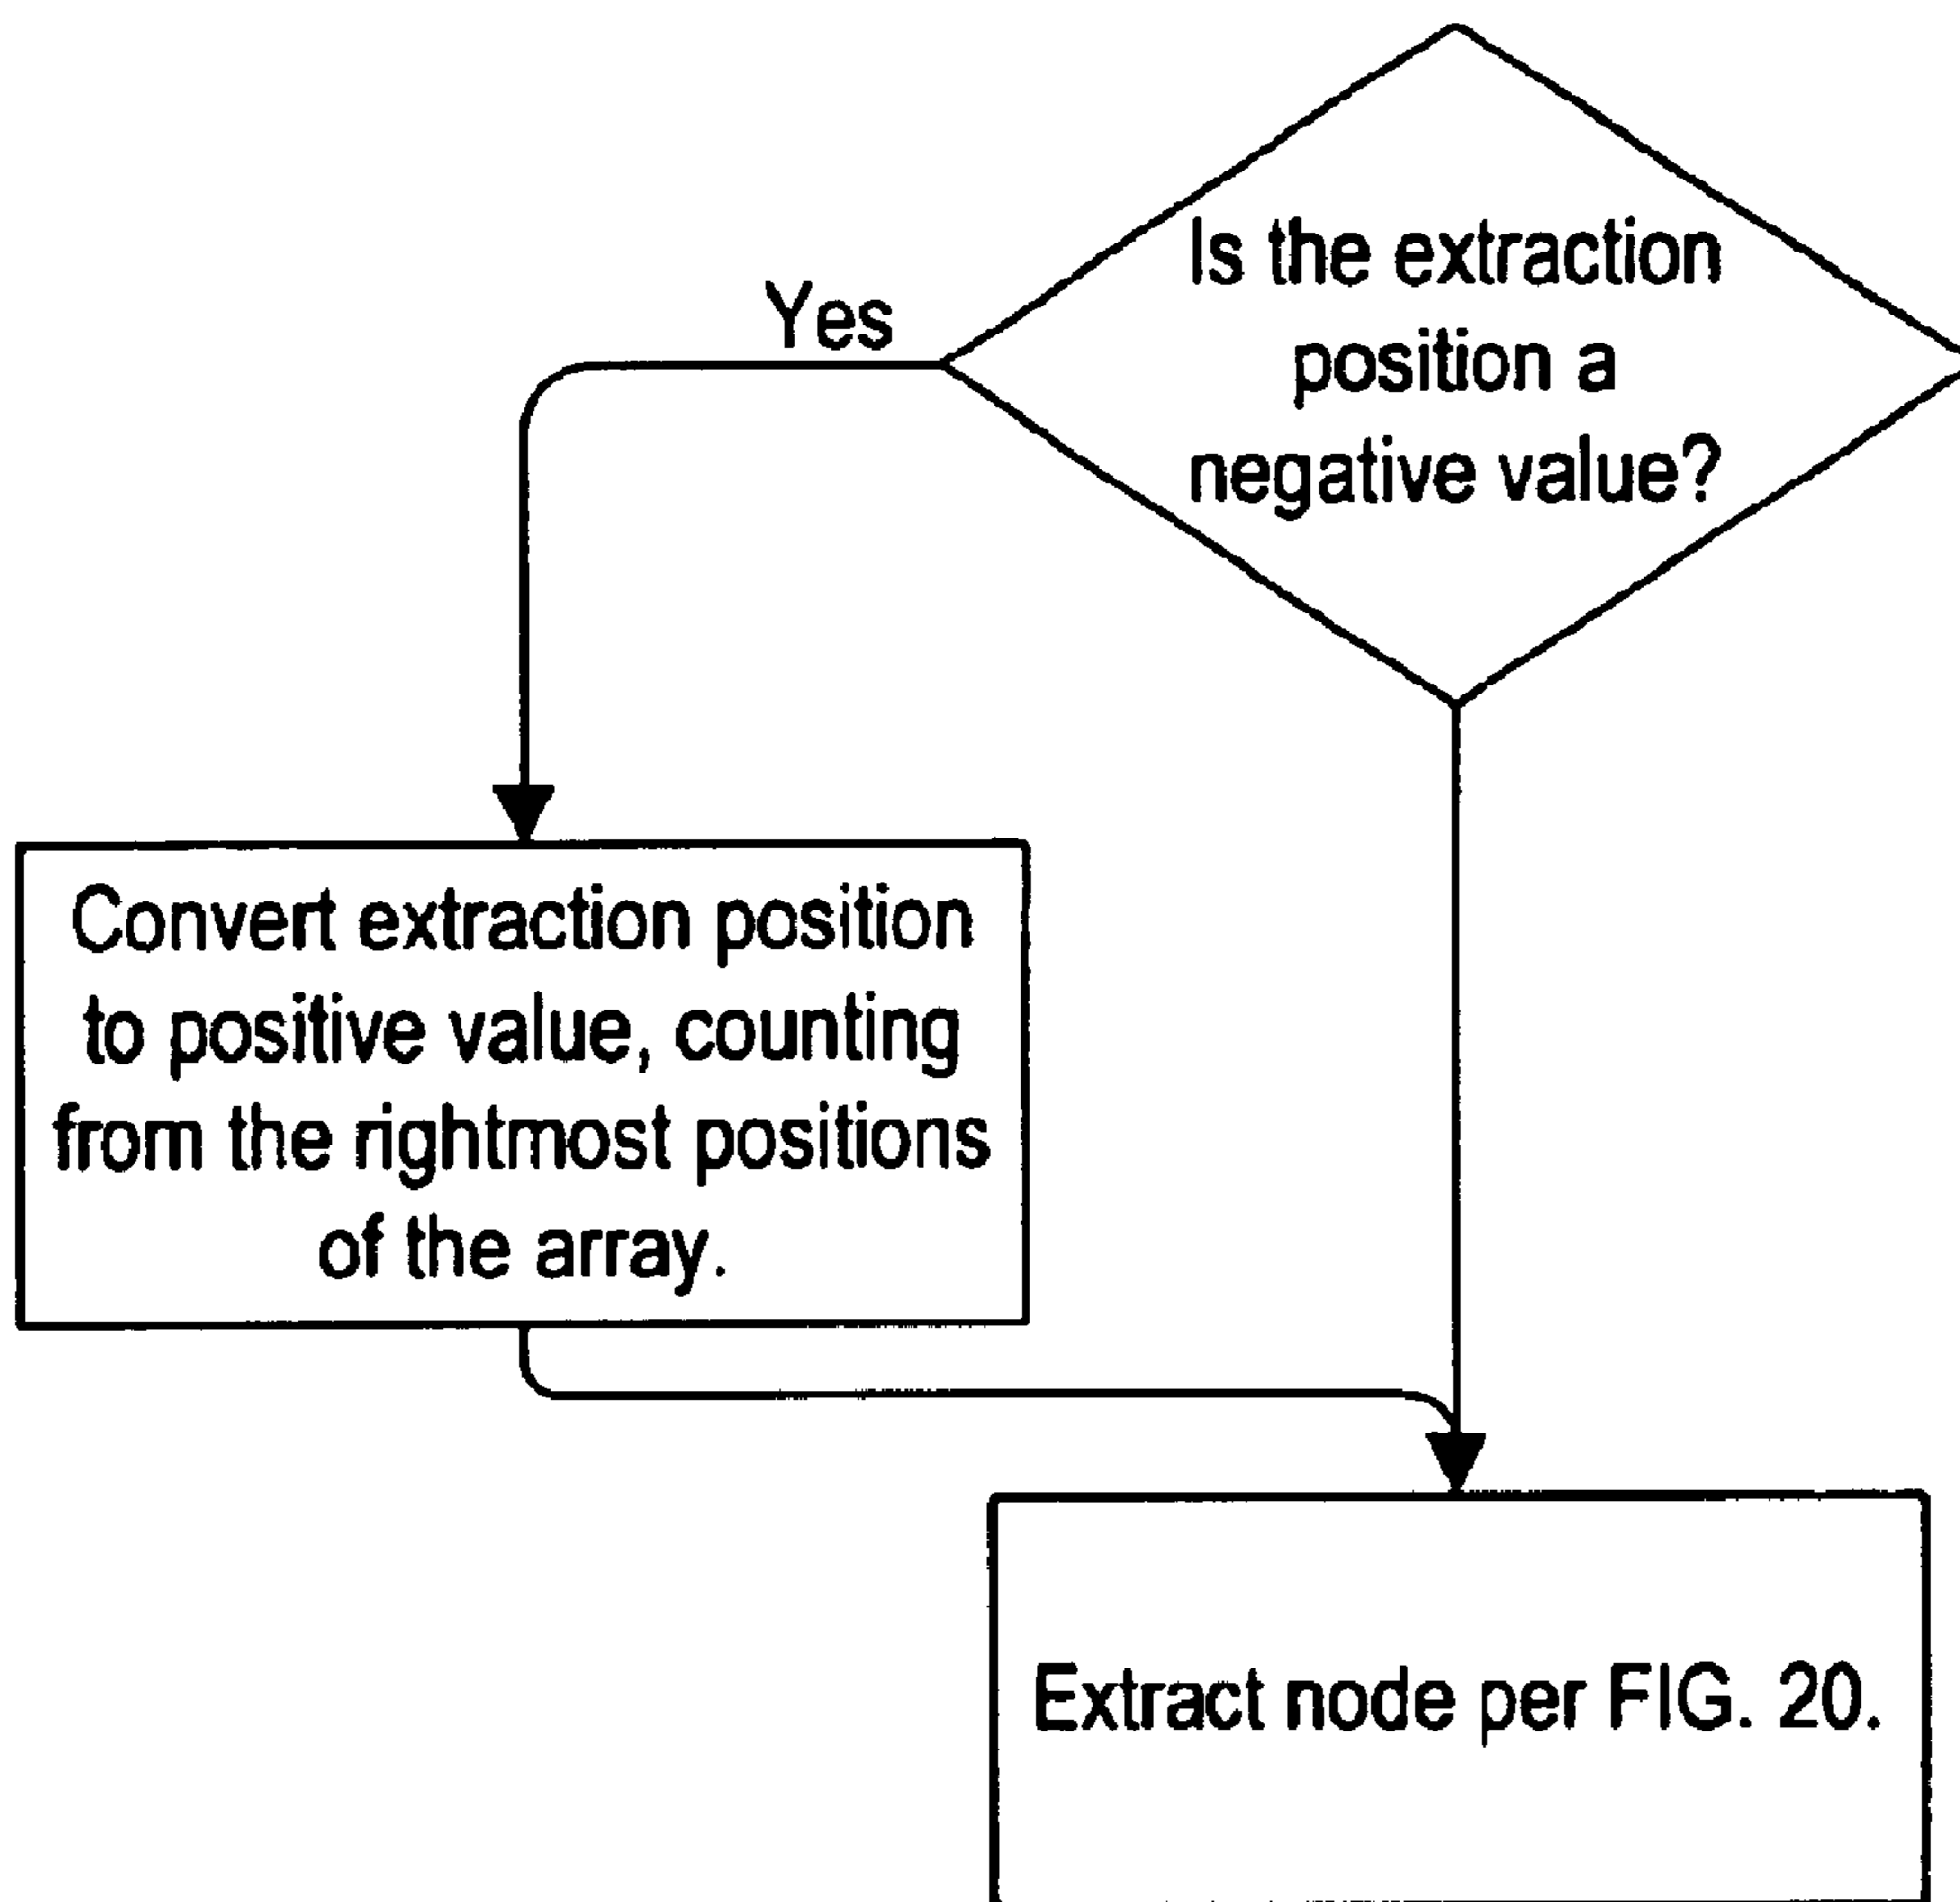 Is the extraction
position a
negative value?
Yes
Convert extraction position
to positive value, counting
from the rightmost positions
of the array.
Extract node per FIG. 20.